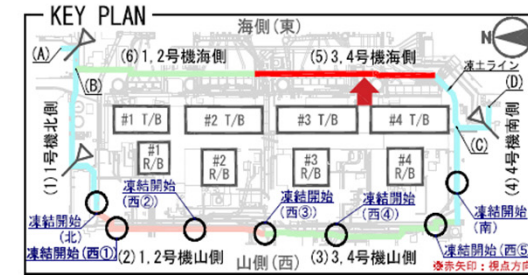 KEY PLAN
海側(東)
N
(A)
(6)1,2号機海側
(5)3,4号機海側
凍土ライン
(B)
(D)
#1 T/B
#2 T/B
#3 T/B
#4 T/B
(1)1号機北側
#1
R/B
#2
R/B
#3
R/B
#4
R/B
(C)
(4)4号機南側
凍結開始
(西②)
凍結開始
(西③)
凍結開始
(西④)
凍結開始
(北)
凍結開始(西①)
凍結開始
(南)
(2)1,2号機山側
(3)3,4号機山側
凍結開始(西⑤)
山側(西)
※赤矢印:視点方向